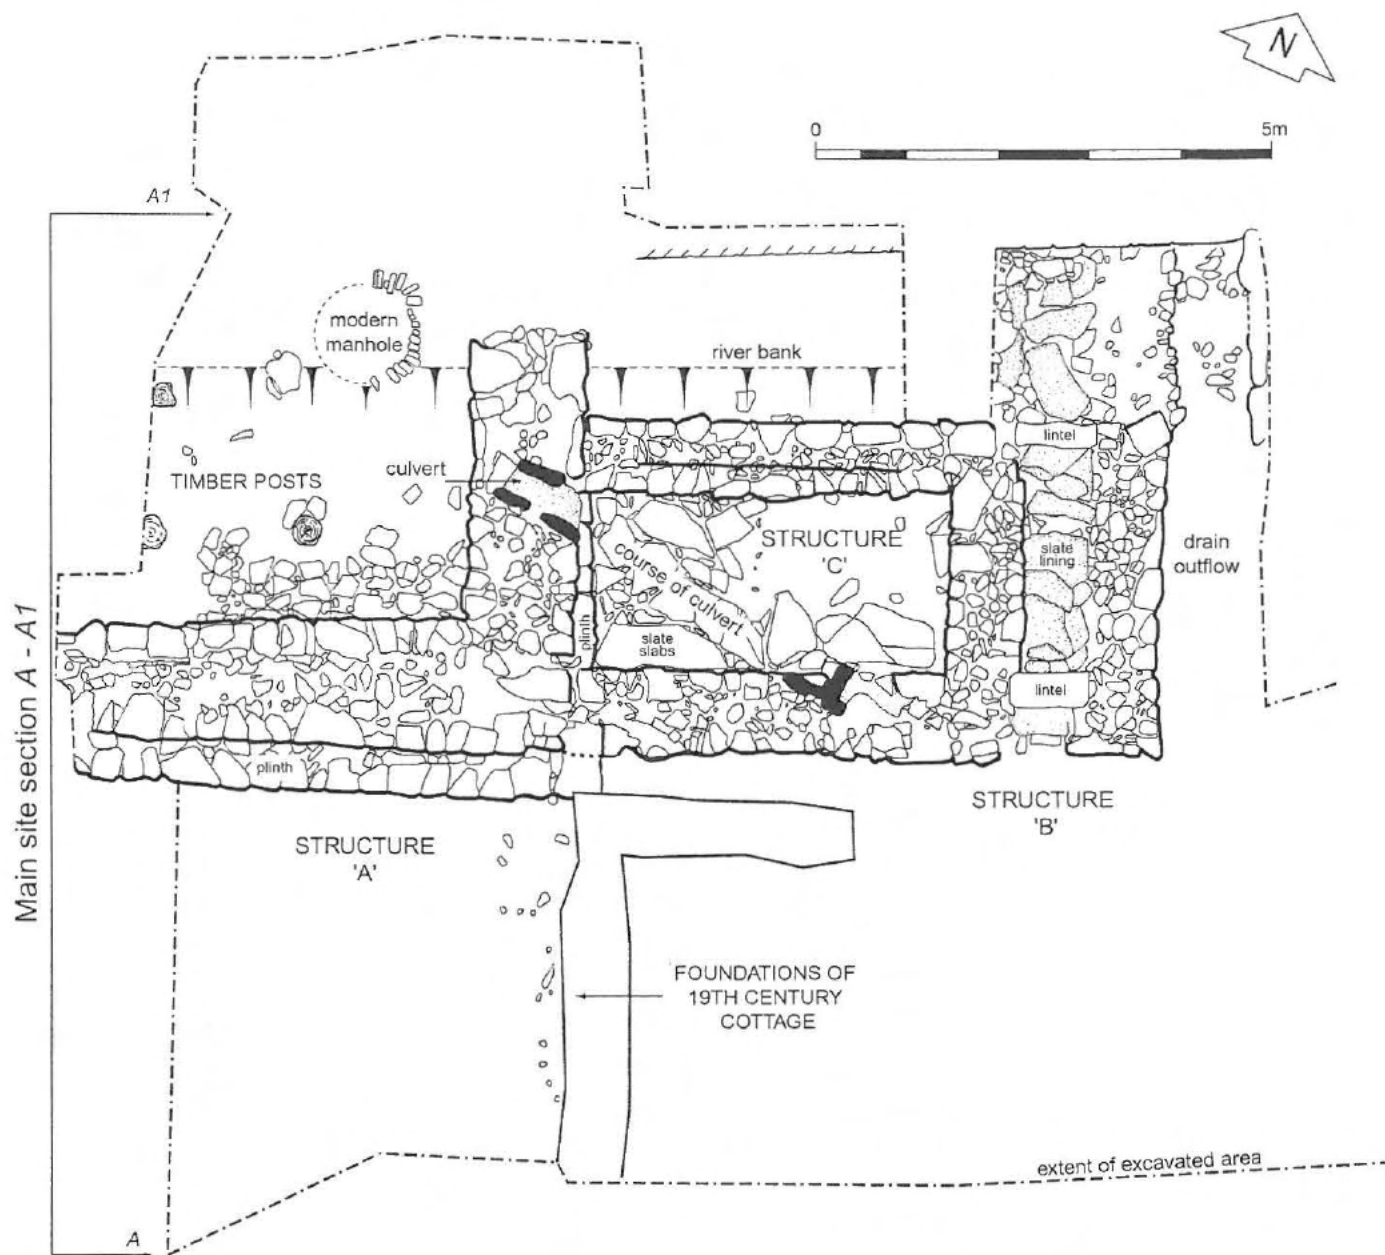 N
0 5m
A1
modern
manhole
river bank
lintel
culvert
TIMBER POSTS
STRUCTURE
'C'
course of culvert
slate
lining
drain
outflow
plinth
slate
slabs
lintel
plinth
STRUCTURE
'B'
STRUCTURE
'A'
Main site section A - A1
FOUNDATIONS OF
19TH CENTURY
COTTAGE
extent of excavated area
A